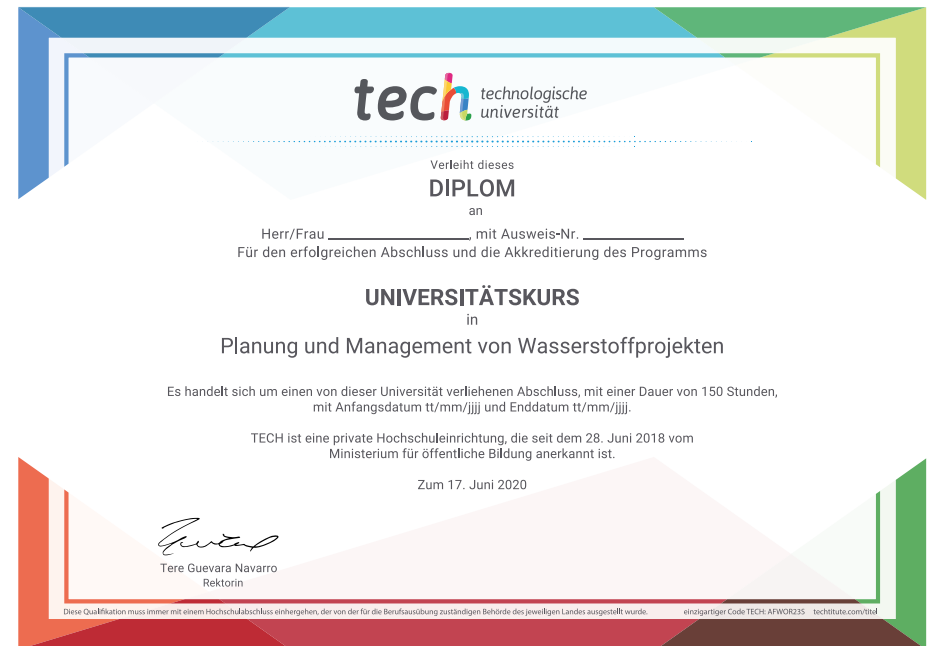 tech technologische
universität
Verleiht dieses
DIPLOM
an
Herr/Frau ____________, mit Ausweis-Nr. ____________
Für den erfolgreichen Abschluss und die Akkreditierung des Programms
UNIVERSITÄTSKURS
in
Planung und Management von Wasserstoffprojekten
Es handelt sich um einen von dieser Universität verliehenen Abschluss, mit einer Dauer von 150 Stunden,
mit Anfangsdatum tt/mm/jjjj und Enddatum tt/mm/jjjj.
TECH ist eine private Hochschuleinrichtung, die seit dem 28. Juni 2018 vom
Ministerium für öffentliche Bildung anerkannt ist.
Zum 17. Juni 2020
Tere Guevara Navarro
Rektorin
Diese Qualifikation muss immer mit einem Hochschulabschluss einhergehen, der von der für die Berufsausübung zuständigen Behörde des jeweiligen Landes ausgestellt wurde. einzigartiger Code TECH: AFWOR23S techtitute.com/titel